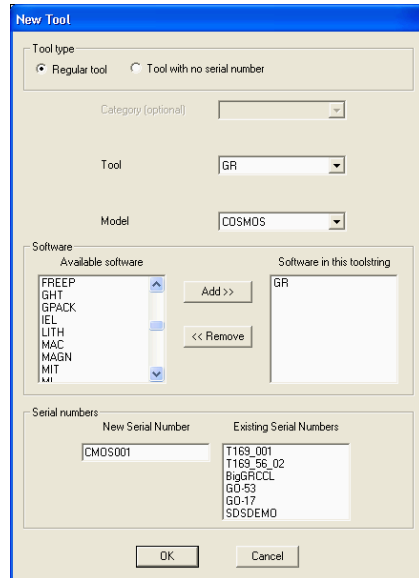 New Tool
Tool type
Regular tool
Tool with no serial number
Category (optional)
Tool
GR
Model
COSMOS
Software
Available software
Software in this toolstring
FREEP
GHT
GPACK
IEL
LITH
MAC
MAGN
MIT
Add >>
<< Remove
GR
Serial numbers
New Serial Number
Existing Serial Numbers
CMOS001
T169_001
T169_56_02
BigGRCCL
GO-53
GO-17
SDSDEMO
OK
Cancel